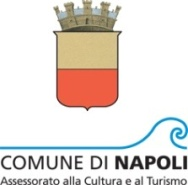 COMUNE DI NAPOLI
Assessorato alla Cultura e al Turismo